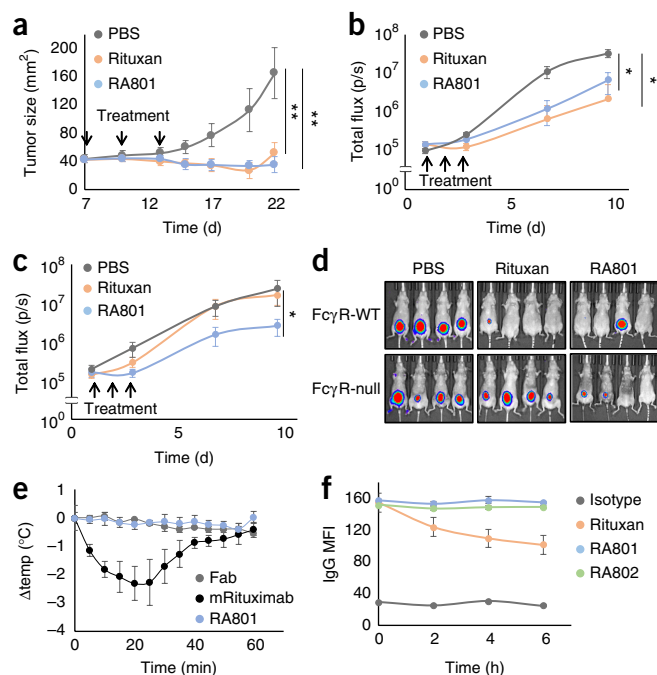 a
PBS
Rituxan
RA801
Tumor size (mm²)
200
160
120
80
40
0
Treatment
**
**
7
12
17
22
Time (d)
b
PBS
Rituxan
RA801
Total flux (p/s)
10⁸
10⁷
10⁶
10⁵
10⁰
Treatment
*
*
0
5
10
Time (d)
c
PBS
Rituxan
RA801
Total flux (p/s)
10⁸
10⁷
10⁶
10⁵
10⁰
Treatment
*
0
5
10
Time (d)
d
PBS Rituxan RA801
FcγR-WT
FcγR-null
e
Δtemp (°C)
1
0
−1
−2
−3
−4
Fab
mRituximab
RA801
0 20 40 60
Time (min)
f
IgG MFI
160
120
80
40
0
Isotype
Rituxan
RA801
RA802
0 2 4 6
Time (h)